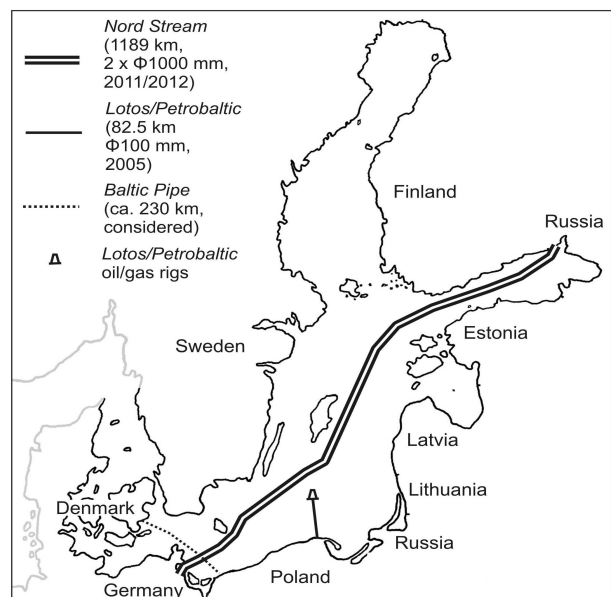 Nord Stream
(1189 km,
2 x Φ1000 mm,
2011/2012)
Lotos/Petrobaltic
(82.5 km
Φ100 mm,
2005)
Baltic Pipe
(ca. 230 km,
considered)
Lotos/Petrobaltic
oil/gas rigs
Finland
Russia
Estonia
Sweden
Latvia
Lithuania
Denmark
Russia
Poland
Germany